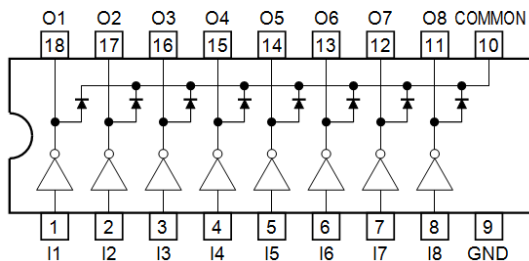 O1 O2 O3 O4 O5 O6 O7 O8 COMMON
18 17 16 15 14 13 12 11 10
1 2 3 4 5 6 7 8 9
I1 I2 I3 I4 I5 I6 I7 I8 GND